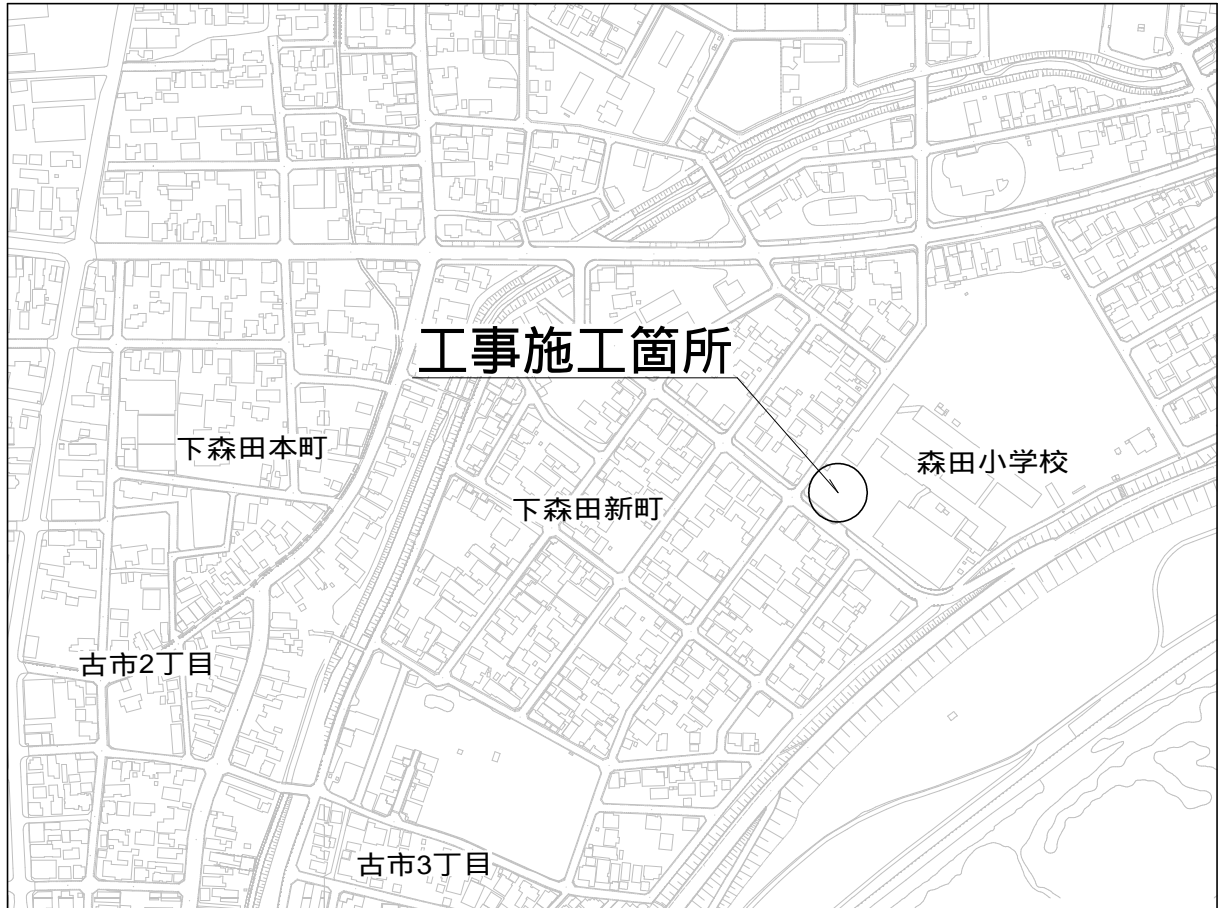 工事施工箇所
下森田本町
森田小学校
下森田新町
古市2丁目
古市3丁目